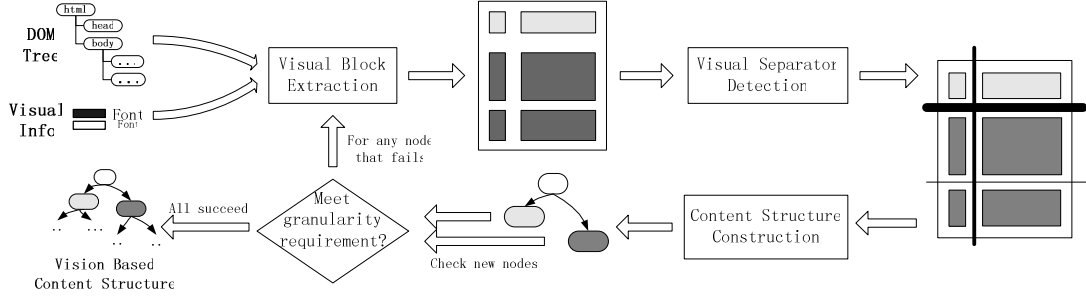 html
head
body
...
...
DOM
Tree
Visual
Info
Font
Font
Visual Block
Extraction
Visual Separator
Detection
For any node
that fails
Meet
granularity
requirement?
All succeed
Check new nodes
Content Structure
Construction
.. ...
.. ..
Vision Based
Content Structure